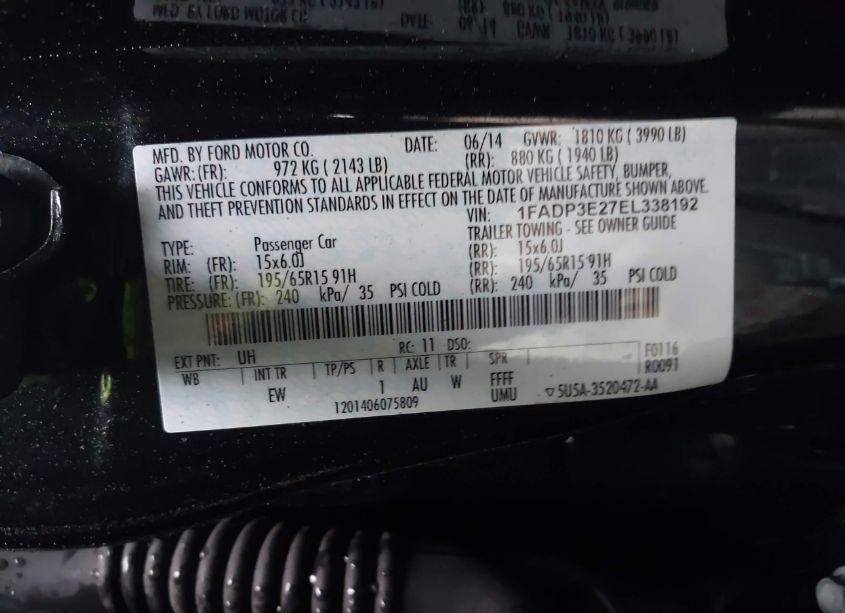 MFD. BY FORD MOTOR CO.
DATE: 06/14 GVWR: 1810 KG ( 3990 LB)
GAWR:(FR): 972 KG ( 2143 LB) (RR): 880 KG ( 1940 LB)
THIS VEHICLE CONFORMS TO ALL APPLICABLE FEDERAL MOTOR VEHICLE SAFETY, BUMPER,
AND THEFT PREVENTION STANDARDS IN EFFECT ON THE DATE OF MANUFACTURE SHOWN ABOVE.
VIN: 1FADP3E27EL338192
TRAILER TOWING - SEE OWNER GUIDE
TYPE: Passenger Car
RIM: (FR): 15x6.0J (RR): 15x6.0J
TIRE: (FR): 195/65R15 91H (RR): 195/65R15 91H
PRESSURE: (FR): 240 kPa/ 35 PSI COLD (RR): 240 kPa/ 35 PSI COLD
EXT PNT: UH RC: 11 DSO: F0116
WB INT TR TP/PS R AXLE TR SPR R0091
EW 1 AU W FFFF
UMU
1201406075809 ▽5U5A-3520472-AA